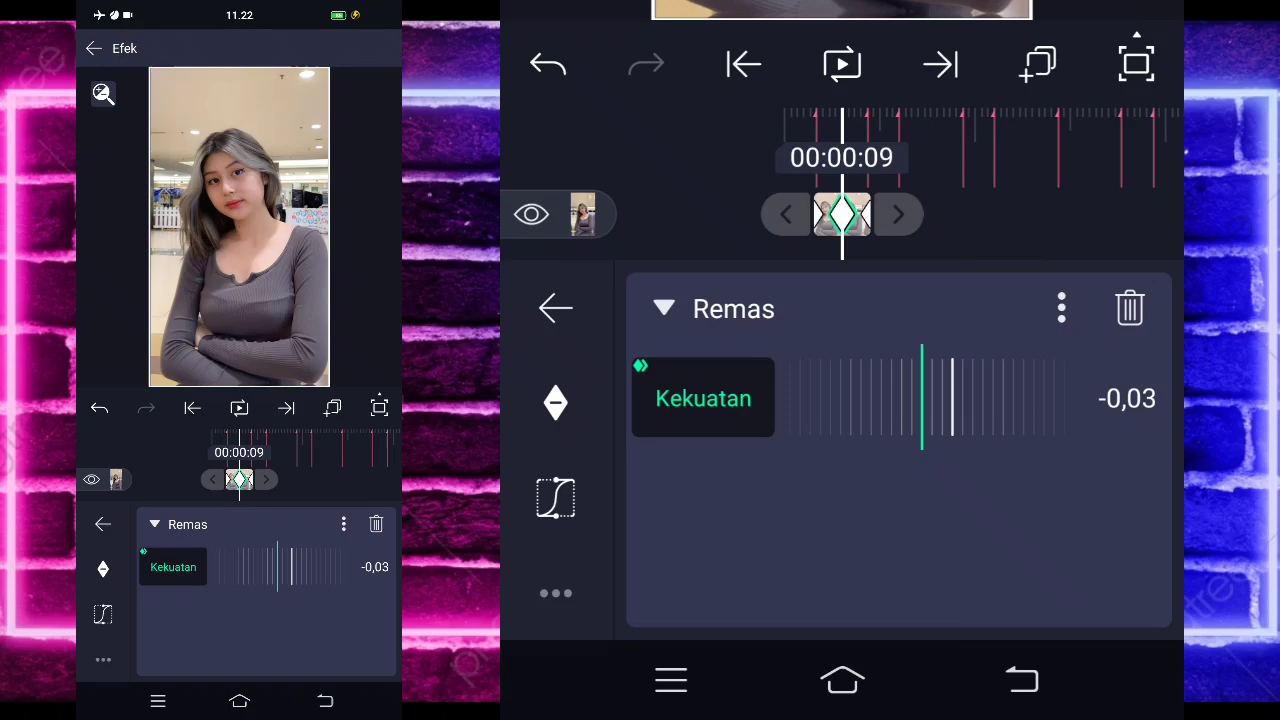 11.22
Efek
00:00:09
Remas
Kekuatan
-0,03
00:00:09
Remas
Kekuatan
-0,03